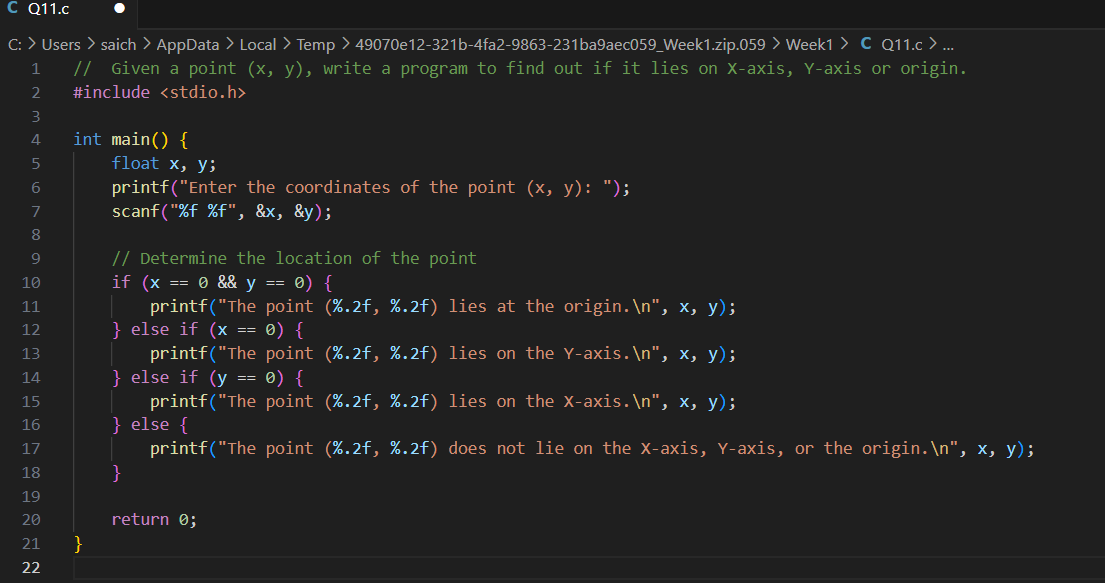 C Q11.c ●
C: > Users > saich > AppData > Local > Temp > 49070e12-321b-4fa2-9863-231ba9aec059_Week1.zip.059 > Week1 > C Q11.c > ...
1 //  Given a point (x, y), write a program to find out if it lies on X-axis, Y-axis or origin.
2 #include <stdio.h>
3
4 int main() {
5     float x, y;
6     printf("Enter the coordinates of the point (x, y): ");
7     scanf("%f %f", &x, &y);
8
9     // Determine the location of the point
10     if (x == 0 && y == 0) {
11         printf("The point (%.2f, %.2f) lies at the origin.\n", x, y);
12     } else if (x == 0) {
13         printf("The point (%.2f, %.2f) lies on the Y-axis.\n", x, y);
14     } else if (y == 0) {
15         printf("The point (%.2f, %.2f) lies on the X-axis.\n", x, y);
16     } else {
17         printf("The point (%.2f, %.2f) does not lie on the X-axis, Y-axis, or the origin.\n", x, y);
18     }
19
20     return 0;
21 }
22